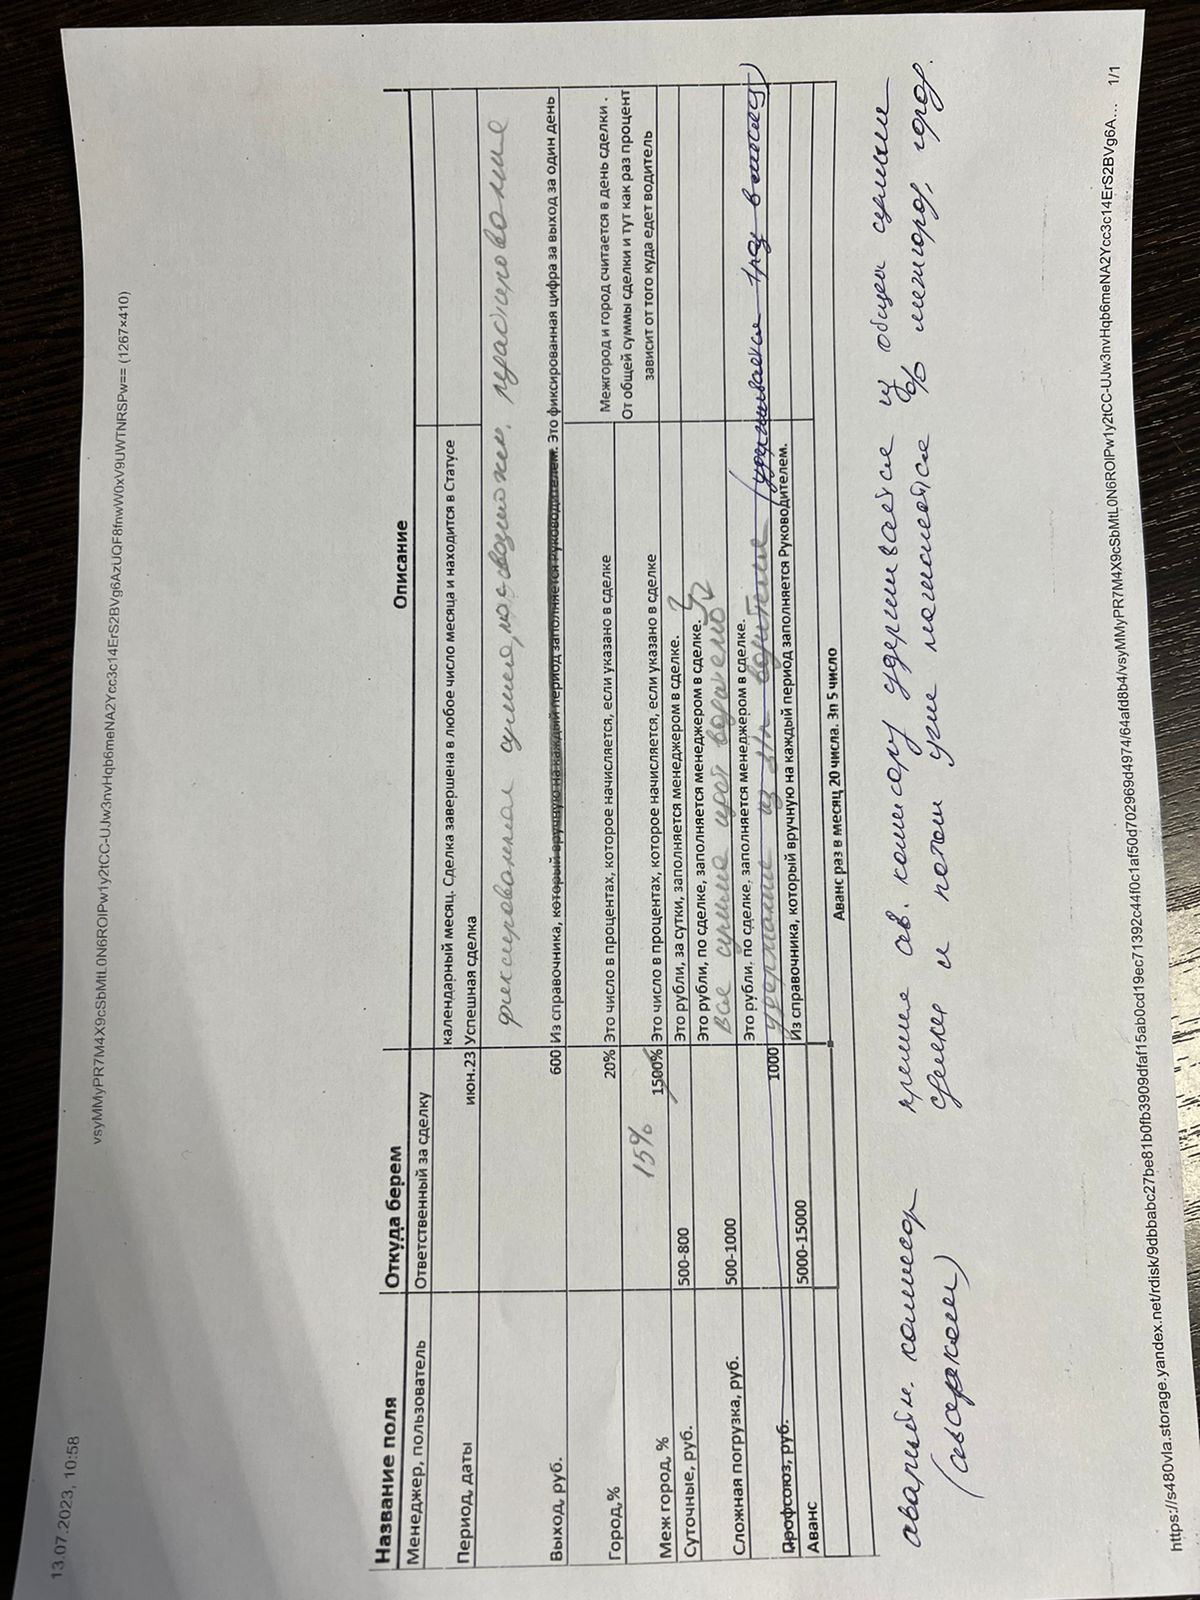 13.07.2023, 10:58
vsyMMyPR7M4X9cSbMtL0N6ROlPw1y2tCC-UJw3nvHqb6meNA2Ycc3c14ErS2BVg6AzUQF8fnwW0xV9UWTNRSPw== (1267×410)
Название поля Откуда берем Описание
Менеджер, пользователь Ответственный за сделку
Период, даты июн.23 календарный месяц. Сделка завершена в любое число месяца и находится в Статусе
Успешная сделка
фиксированная сумма, но с возможн. редактирования
Выход, руб. 600 Из справочника, который вручную на каждый период заполняется Руководителем. Это фиксированная цифра за выход за один день
Город,% 20% Это число в процентах, которое начисляется, если указано в сделке
15%
Меж город, % 1500% Это число в процентах, которое начисляется, если указано в сделке
Межгород и город считается в день сделки .
От общей суммы сделки и тут как раз процент
зависит от того куда едет водитель
Суточные, руб. 500-800 Это рубли, за сутки, заполняется менеджером в сделке.
Сложная погрузка, руб. 500-1000 Это рубли, по сделке, заполняется менеджером в сделке.
вся сумма идет водителю
Профсоюз, руб. 1000 Это рубли, по сделке, заполняется менеджером в сделке.
удержание из з/п водителя (удерживается 1 раз в месяц)
Аванс 5000-15000 Из справочника, который вручную на каждый период заполняется Руководителем.
Аванс раз в месяц 20 числа. Зп 5 число
аварийн. комиссар
(аварком)
премия ав. комисару удерживается из общей суммы
сделки и потом уже начисляется % межгород, город.
https://s480vla.storage.yandex.net/rdisk/9dbbabc27be81b0fb3909dfaf15ab0cd19ec71392c44f0c1af50d702969d4974/64afd8b4/vsyMMyPR7M4X9cSbMtL0N6ROlPw1y2tCC-UJw3nvHqb6meNA2Ycc3c14ErS2BVg6A... 1/1